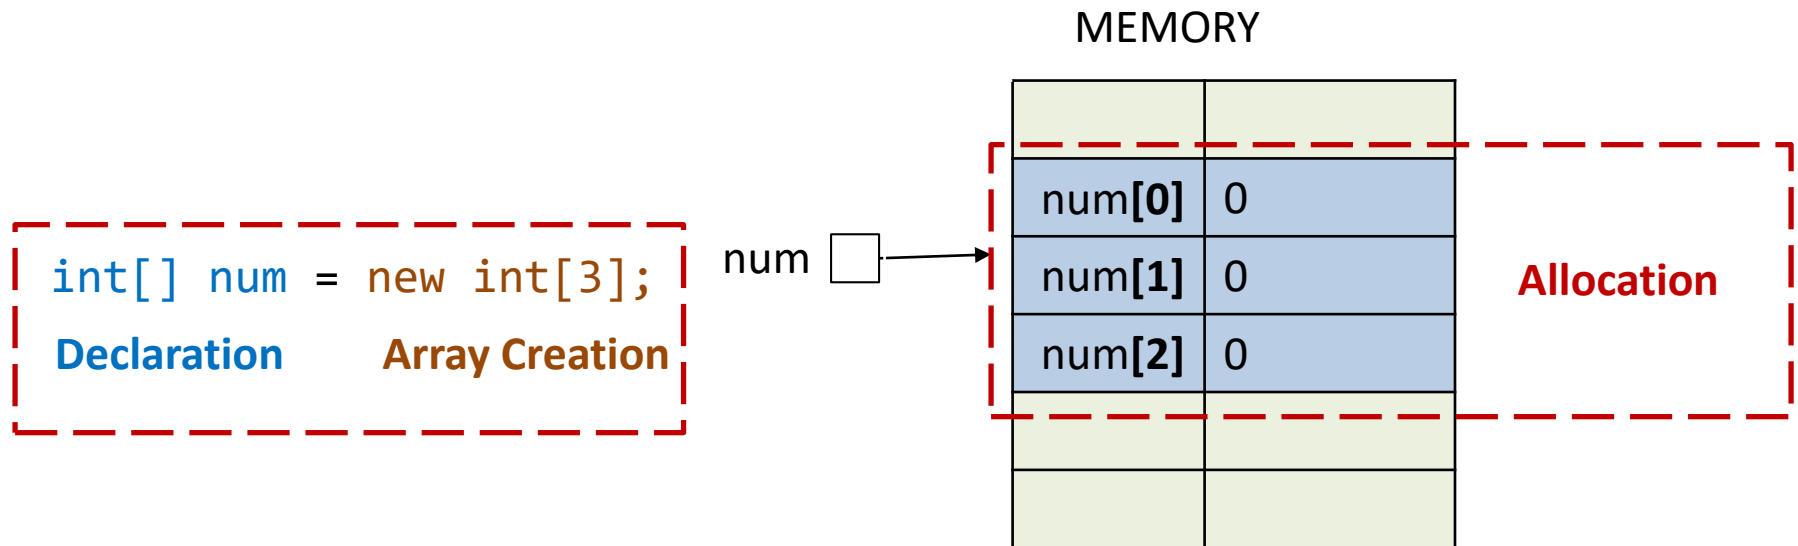 MEMORY
int[] num = new int[3];
Declaration Array Creation
num
num[0] 0
num[1] 0
num[2] 0
Allocation